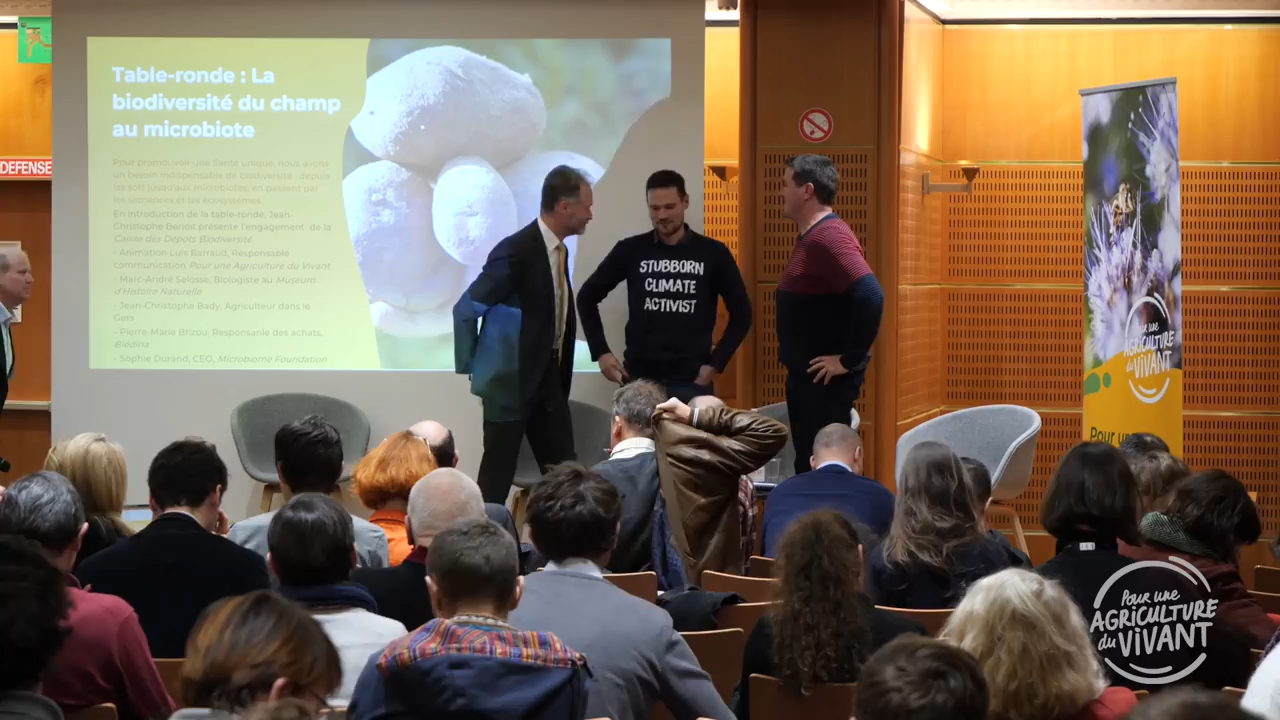 DEFENSE
Table-ronde : La
biodiversité du champ
au microbiote
Pour promouvoir une Santé unique, nous avons
un besoin indispensable de biodiversité : depuis
les sols jusqu'aux microbiotes, en passant par
les semences et les écosystèmes.
En introduction de la table-ronde, Jean-
Christophe Benoit présente l'engagement de la
Caisse des Dépots Biodiversité
- Animation Luis Barraud, Responsable
communication Pour une Agriculture du Vivant
- Marc-André Selosse, Biologiste au Museum
d'Histoire Naturelle
- Jean-Christophe Bady, Agriculteur dans le
Gers
- Pierre-Marie Brizou, Responsable des achats,
Blédina
- Sophie Durand, CEO, Microbiome Foundation
STUBBORN
CLIMATE
ACTIVIST
Pour une
AGRICULTURE
du VIVANT
Pour une
AGRICULTURE
du VIVANT